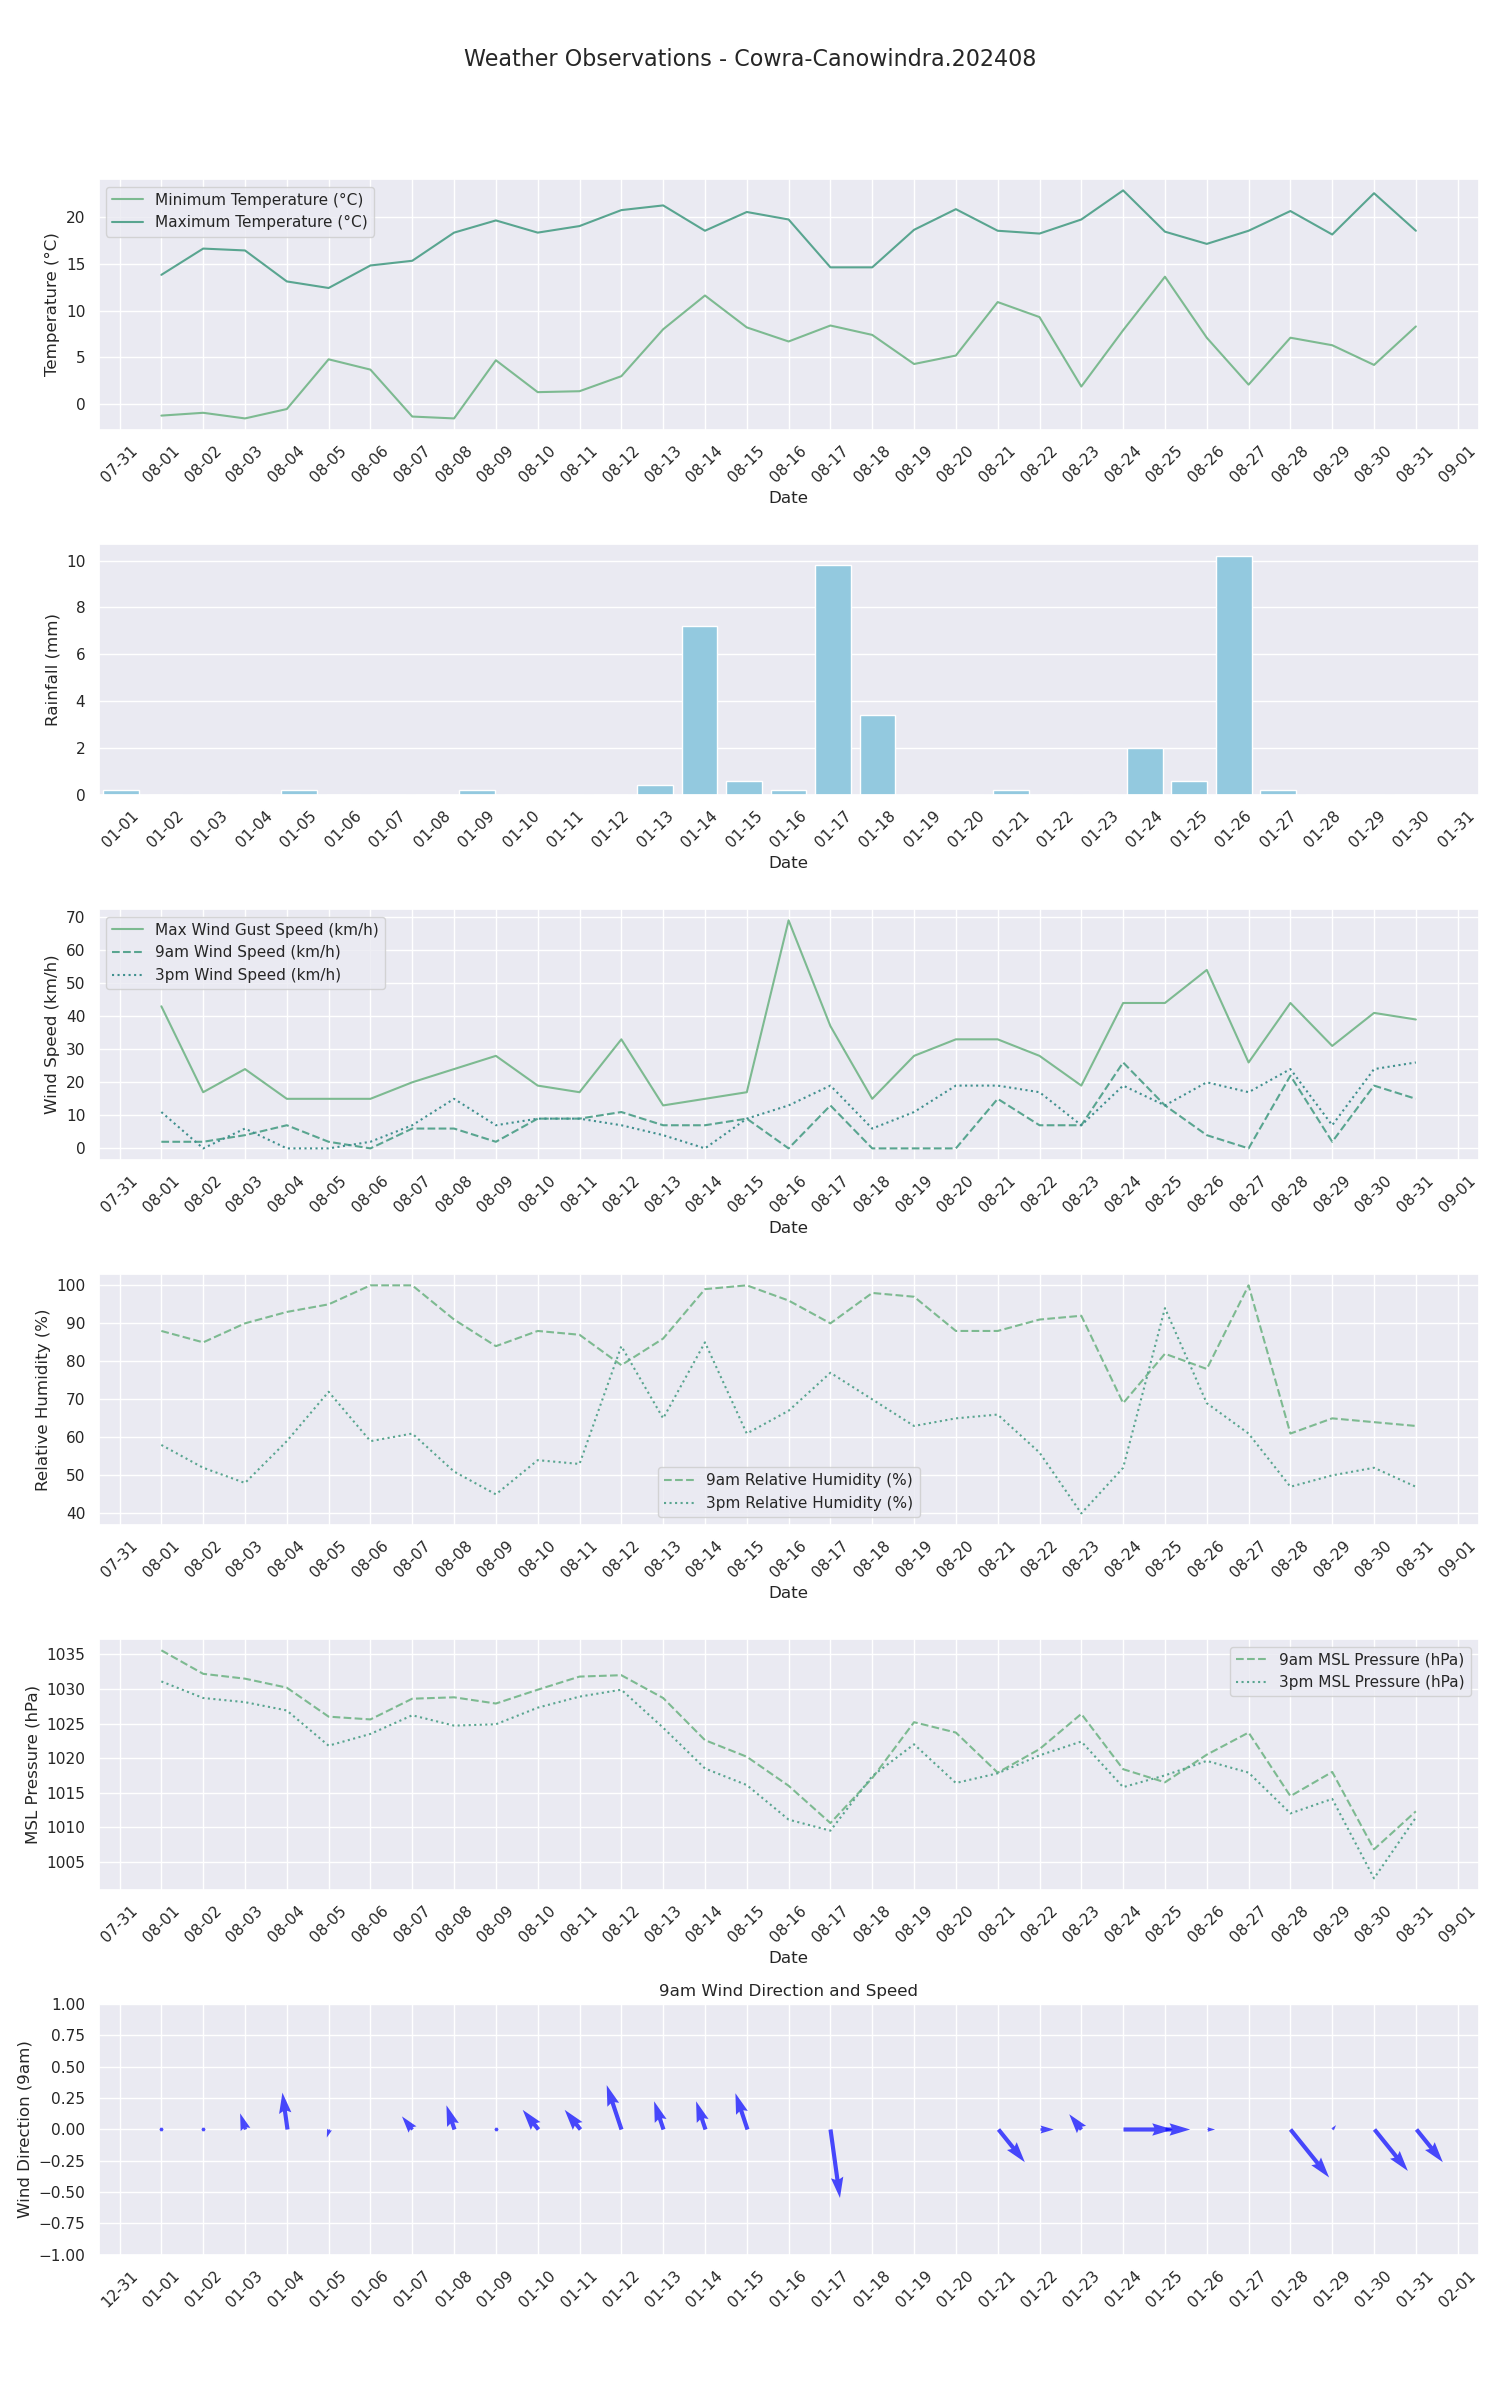 Weather Observations - Cowra-Canowindra.202408
Minimum Temperature (°C)
Maximum Temperature (°C)
Temperature (°C)
20
15
10
5
0
07-31 08-01 08-02 08-03 08-04 08-05 08-06 08-07 08-08 08-09 08-10 08-11 08-12 08-13 08-14 08-15 08-16 08-17 08-18 08-19 08-20 08-21 08-22 08-23 08-24 08-25 08-26 08-27 08-28 08-29 08-30 08-31 09-01
Date
Rainfall (mm)
10
8
6
4
2
0
01-01 01-02 01-03 01-04 01-05 01-06 01-07 01-08 01-09 01-10 01-11 01-12 01-13 01-14 01-15 01-16 01-17 01-18 01-19 01-20 01-21 01-22 01-23 01-24 01-25 01-26 01-27 01-28 01-29 01-30 01-31
Date
Max Wind Gust Speed (km/h)
9am Wind Speed (km/h)
3pm Wind Speed (km/h)
Wind Speed (km/h)
70
60
50
40
30
20
10
0
07-31 08-01 08-02 08-03 08-04 08-05 08-06 08-07 08-08 08-09 08-10 08-11 08-12 08-13 08-14 08-15 08-16 08-17 08-18 08-19 08-20 08-21 08-22 08-23 08-24 08-25 08-26 08-27 08-28 08-29 08-30 08-31 09-01
Date
Relative Humidity (%)
100
90
80
70
60
50
40
9am Relative Humidity (%)
3pm Relative Humidity (%)
07-31 08-01 08-02 08-03 08-04 08-05 08-06 08-07 08-08 08-09 08-10 08-11 08-12 08-13 08-14 08-15 08-16 08-17 08-18 08-19 08-20 08-21 08-22 08-23 08-24 08-25 08-26 08-27 08-28 08-29 08-30 08-31 09-01
Date
9am MSL Pressure (hPa)
3pm MSL Pressure (hPa)
MSL Pressure (hPa)
1035
1030
1025
1020
1015
1010
1005
07-31 08-01 08-02 08-03 08-04 08-05 08-06 08-07 08-08 08-09 08-10 08-11 08-12 08-13 08-14 08-15 08-16 08-17 08-18 08-19 08-20 08-21 08-22 08-23 08-24 08-25 08-26 08-27 08-28 08-29 08-30 08-31 09-01
Date
9am Wind Direction and Speed
Wind Direction (9am)
1.00
0.75
0.50
0.25
0.00
−0.25
−0.50
−0.75
−1.00
12-31 01-01 01-02 01-03 01-04 01-05 01-06 01-07 01-08 01-09 01-10 01-11 01-12 01-13 01-14 01-15 01-16 01-17 01-18 01-19 01-20 01-21 01-22 01-23 01-24 01-25 01-26 01-27 01-28 01-29 01-30 01-31 02-01